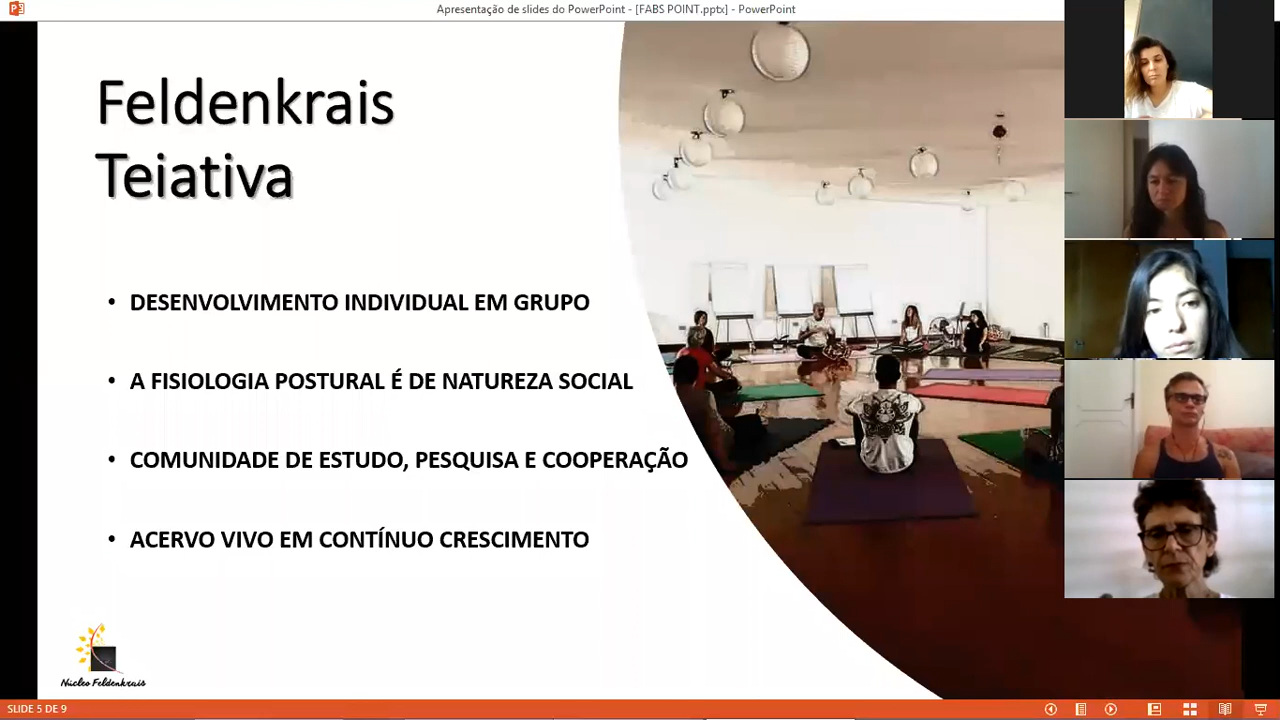 Apresentação de slides do PowerPoint - [FABS POINT.pptx] - PowerPoint
Feldenkrais
Teiativa
• DESENVOLVIMENTO INDIVIDUAL EM GRUPO
• A FISIOLOGIA POSTURAL É DE NATUREZA SOCIAL
• COMUNIDADE DE ESTUDO, PESQUISA E COOPERAÇÃO
• ACERVO VIVO EM CONTÍNUO CRESCIMENTO
Núcleo Feldenkrais
SLIDE 5 DE 9